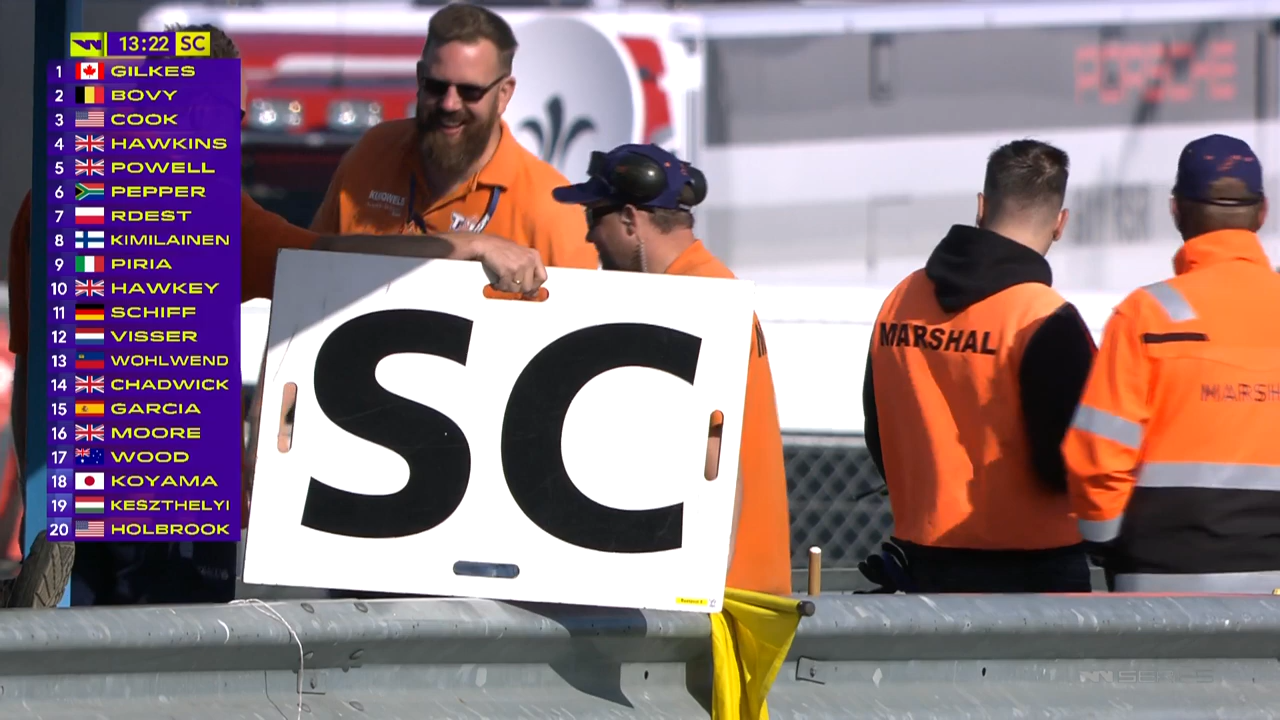 13:22 SC
1 GILKES
2 BOVY
3 COOK
4 HAWKINS
5 POWELL
6 PEPPER
7 RDEST
8 KIMILAINEN
9 PIRIA
10 HAWKEY
11 SCHIFF
12 VISSER
13 WOHLWEND
14 CHADWICK
15 GARCIA
16 MOORE
17 WOOD
18 KOYAMA
19 KESZTHELYI
20 HOLBROOK
PORSCHE
SC
MARSHAL
MARSH
W SERIES